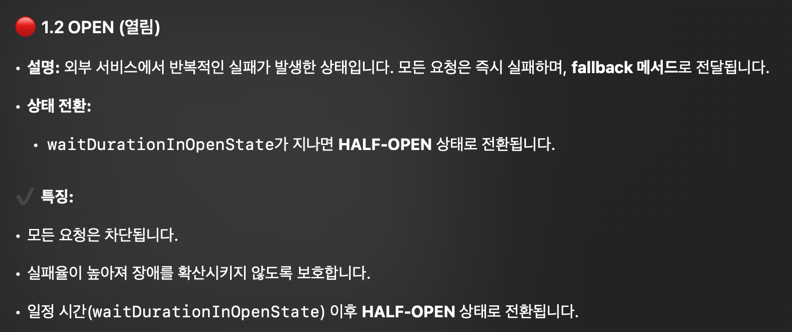 🔴 1.2 OPEN (열림)
• 설명: 외부 서비스에서 반복적인 실패가 발생한 상태입니다. 모든 요청은 즉시 실패하며, fallback 메서드로 전달됩니다.
• 상태 전환:
• waitDurationInOpenState가 지나면 HALF-OPEN 상태로 전환됩니다.
✔ 특징:
• 모든 요청은 차단됩니다.
• 실패율이 높아져 장애를 확산시키지 않도록 보호합니다.
• 일정 시간(waitDurationInOpenState) 이후 HALF-OPEN 상태로 전환됩니다.